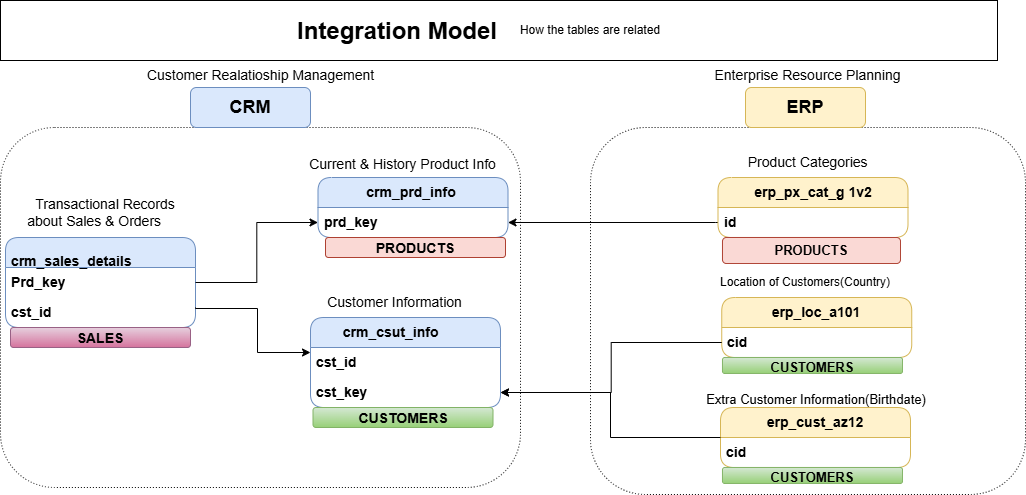 Integration Model
How the tables are related
Customer Realatioship Management
CRM
Enterprise Resource Planning
ERP
Transactional Records
about Sales & Orders
crm_sales_details
Prd_key
cst_id
SALES
Current & History Product Info
crm_prd_info
prd_key
PRODUCTS
Customer Information
crm_csut_info
cst_id
cst_key
CUSTOMERS
Product Categories
erp_px_cat_g 1v2
id
PRODUCTS
Location of Customers(Country)
erp_loc_a101
cid
CUSTOMERS
Extra Customer Information(Birthdate)
erp_cust_az12
cid
CUSTOMERS